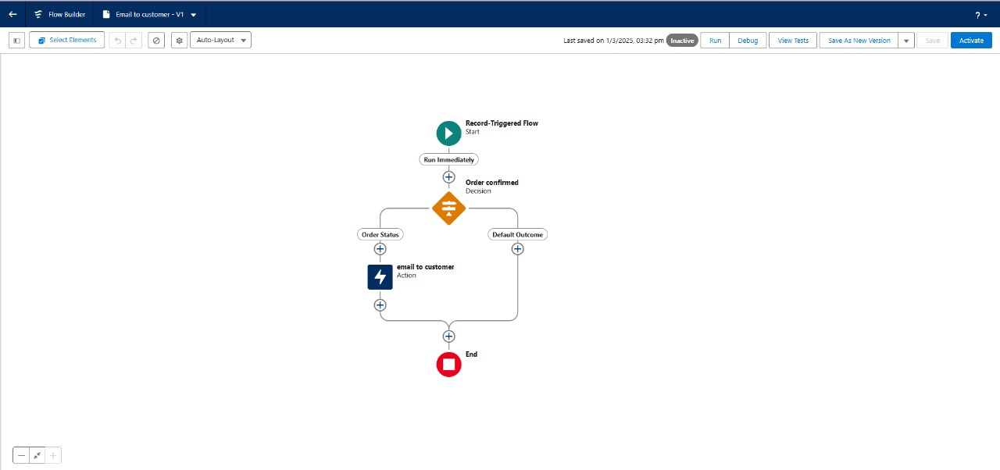 Flow Builder
Email to customer - V1
?
Select Elements
Auto-Layout
Last saved on 1/3/2025, 03:32 pm
Inactive
Run
Debug
View Tests
Save As New Version
Save
Activate
Record-Triggered Flow
Start
Run Immediately
Order confirmed
Decision
Order Status
Default Outcome
email to customer
Action
End